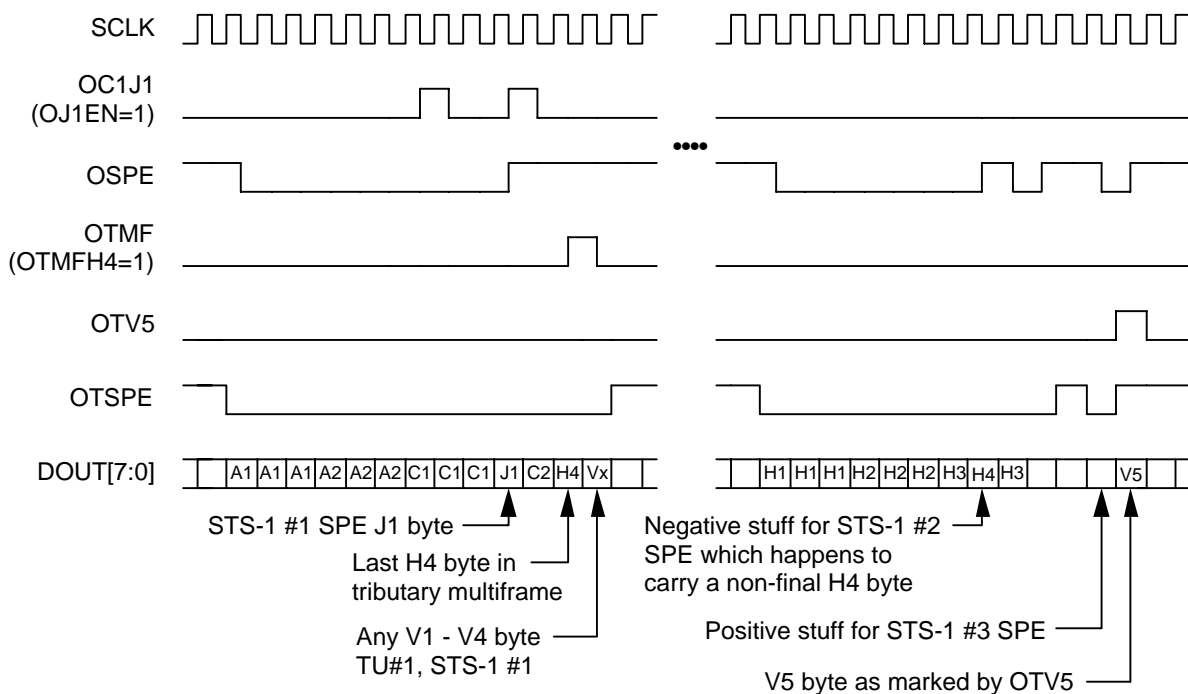 SCLK
OC1J1
(OJ1EN=1)
OSPE
OTMF
(OTMFH4=1)
OTV5
OTSPE
DOUT[7:0] A1 A1 A1 A2 A2 A2 C1 C1 C1 J1 C2 H4 Vx H1 H1 H1 H2 H2 H2 H3 H4 H3 V5
STS-1 #1 SPE J1 byte
Last H4 byte in
tributary multiframe
Any V1 - V4 byte
TU#1, STS-1 #1
Negative stuff for STS-1 #2
SPE which happens to
carry a non-final H4 byte
Positive stuff for STS-1 #3 SPE
V5 byte as marked by OTV5